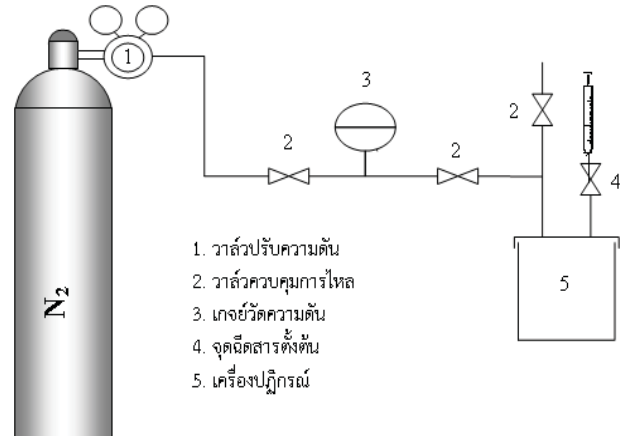 1
3
2
2
2
4
5
N₂
1. วาล์วปรับความดัน
2. วาล์วควบคุมการไหล
3. เกจย์วัดความดัน
4. จุดฉีดสารตั้งต้น
5. เครื่องปฏิกรณ์